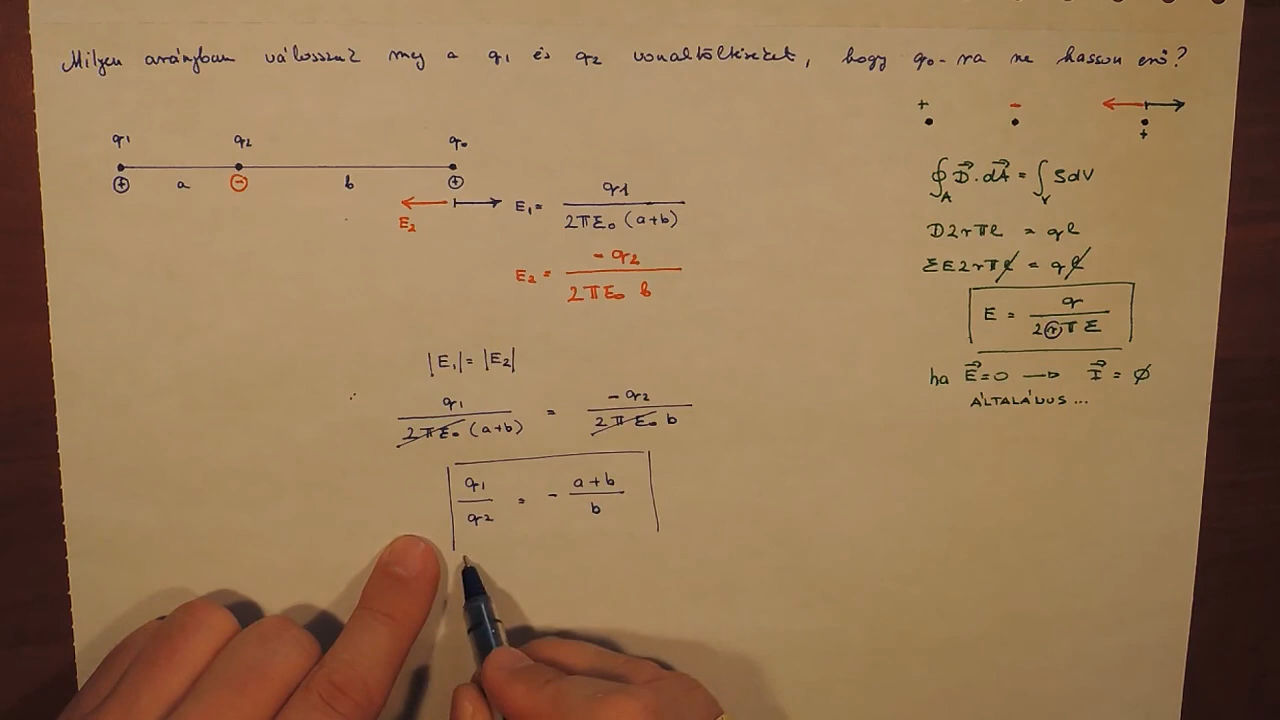 Milyen arányban válasszuk meg a q1 és q2 vonaltöltéseket, hogy q0-ra ne hasson erő?
q1 q2 q0
a b
+ - +
E2
E1 = q1 / 2πε0 (a+b)
E2 = -q2 / 2πε0 b
|E1| = |E2|
q1 / 2πε0 (a+b) = -q2 / 2πε0 b
q1 / q2 = - a+b / b
+ - +
∮A D⃗·dA⃗ = ∫V ρdV
D2rπl = ql
εE2rπl = ql
E = q / 2rπε
ha E⃗=0 → I⃗ = ∅
ÁLTALÁNOS ...